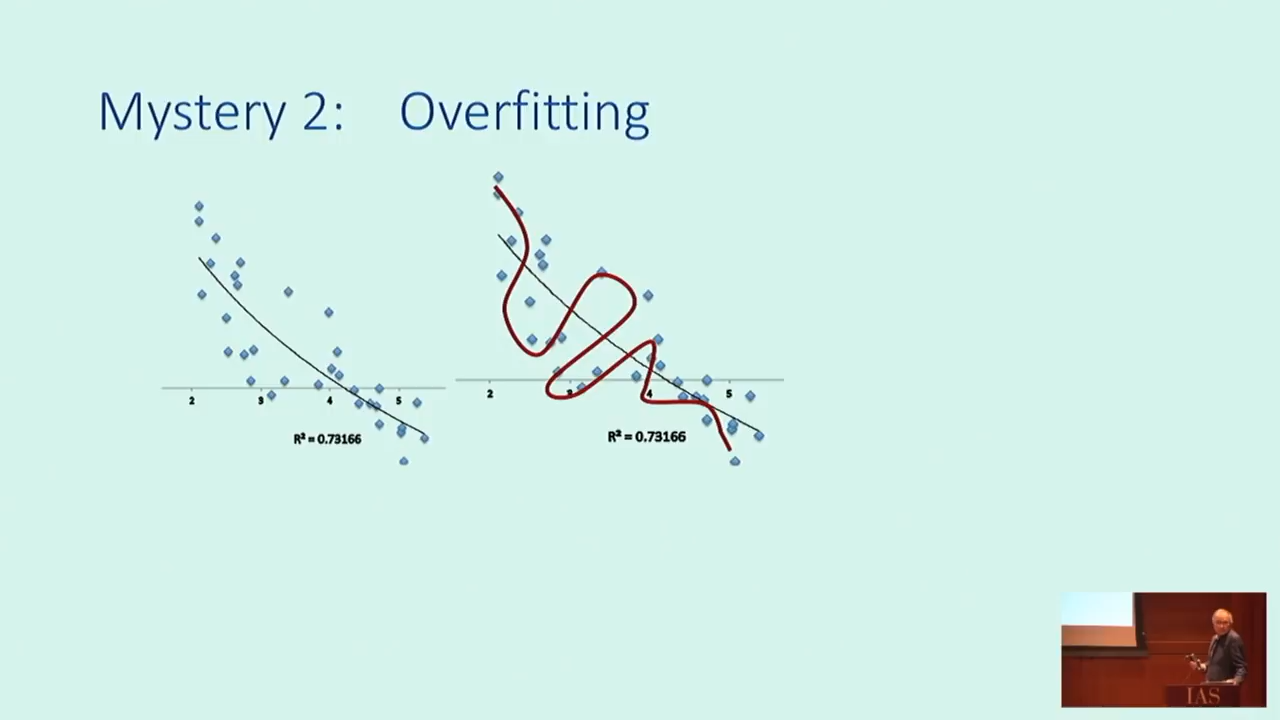 Mystery 2: Overfitting
2 3 4 5
R² = 0.73166
2 3 4 5
R² = 0.73166
IAS